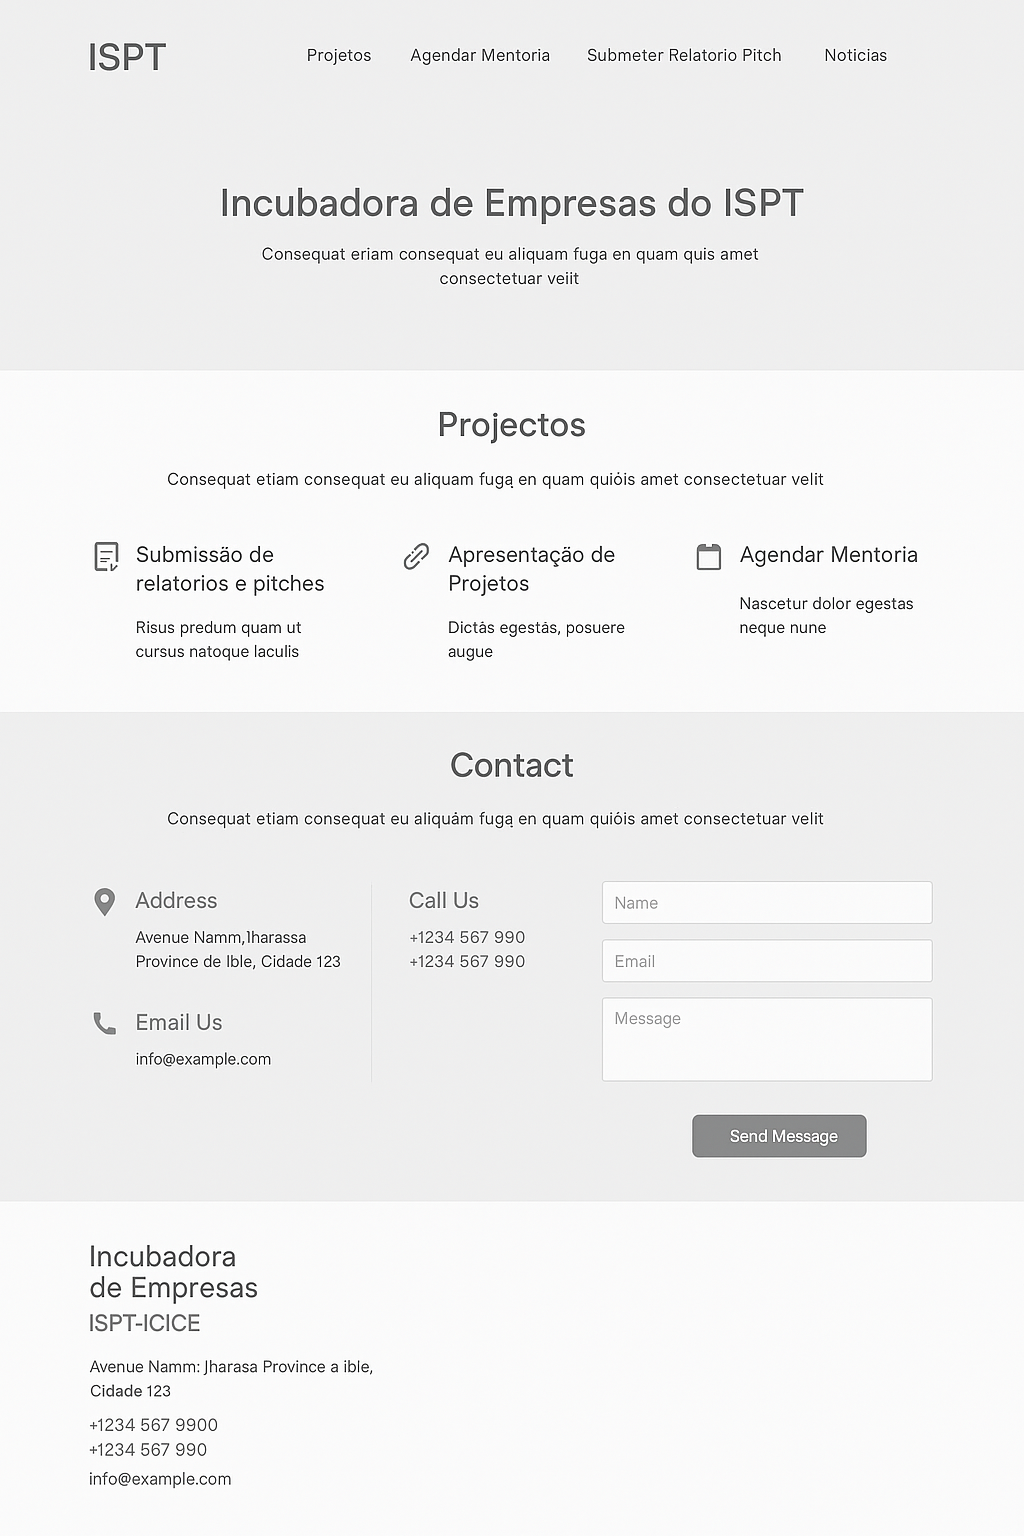 ISPT
Projetos
Agendar Mentoria
Submeter Relatorio Pitch
Noticias
Incubadora de Empresas do ISPT
Consequat eriam consequat eu aliquam fuga en quam quis amet
consectetuar veiit
Projectos
Consequat etiam consequat eu aliquam fugą en quam quióis amet consectetuar velit
Submissäo de
relatorios e pitches
Risus predum quam ut
cursus natoque laculis
Apresentaçäo de
Projetos
Dictås egestás, posuere
augue
Agendar Mentoria
Nascetur dolor egestas
neque nune
Contact
Consequat etiam consequat eu aliquám fugą en quam quióis amet consectetuar velit
Address
Avenue Namm,lharassa
Province de Ible, Cidade 123
Email Us
info@example.com
Call Us
+1234 567 990
+1234 567 990
Name
Email
Message
Send Message
Incubadora
de Empresas
ISPT-ICICE
Avenue Namm: Jharasa Province a ible,
Cidade 123
+1234 567 9900
+1234 567 990
info@example.com